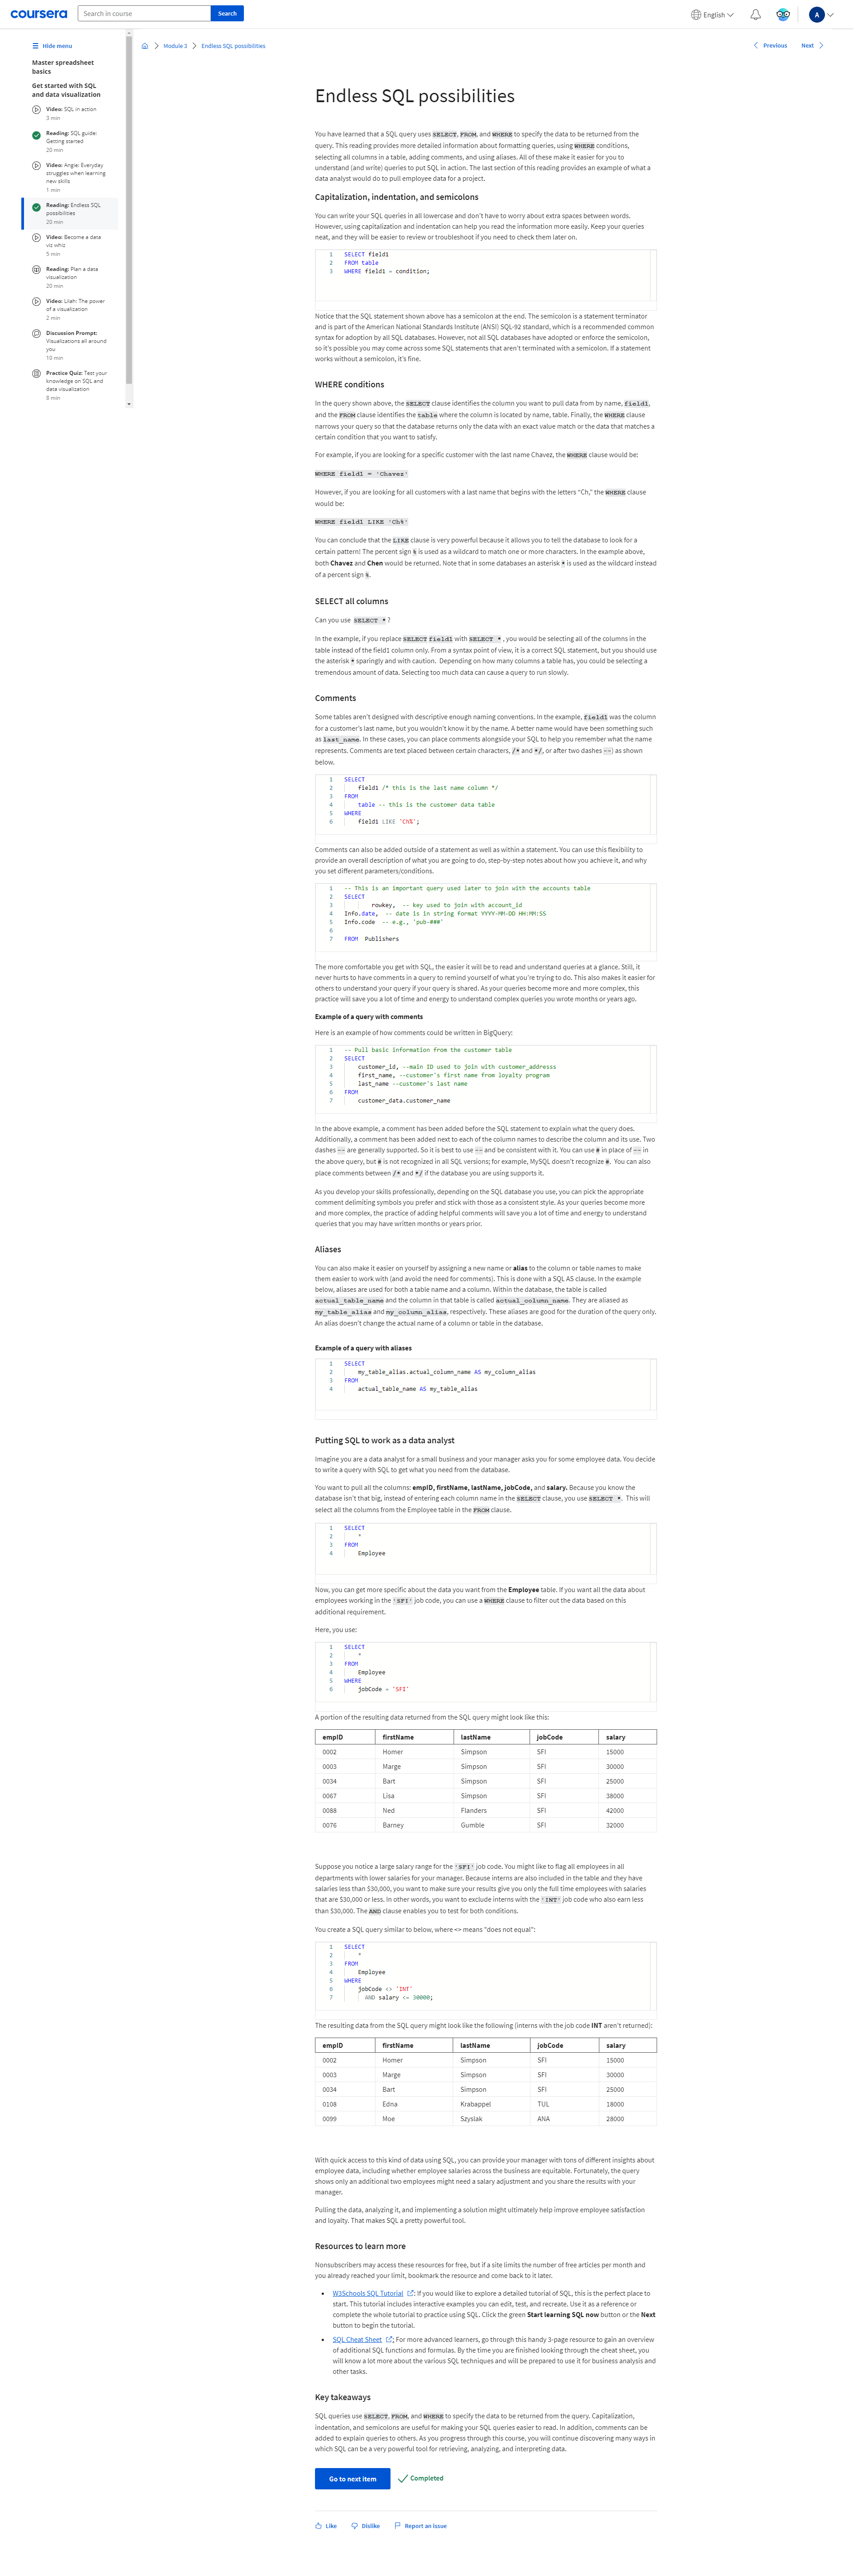 coursera
Search in course
Search
English
A
Hide menu
Module 3
Endless SQL possibilities
Previous
Next
Master spreadsheet
basics
Get started with SQL
and data visualization
Video: SQL in action
3 min
Reading: SQL guide:
Getting started
20 min
Video: Angie: Everyday
struggles when learning
new skills
1 min
Reading: Endless SQL
possibilities
20 min
Video: Become a data
viz whiz
5 min
Reading: Plan a data
visualization
20 min
Video: Lilah: The power
of a visualization
2 min
Discussion Prompt:
Visualizations all around
you
10 min
Practice Quiz: Test your
knowledge on SQL and
data visualization
8 min
Endless SQL possibilities
You have learned that a SQL query uses SELECT, FROM, and WHERE to specify the data to be returned from the
query. This reading provides more detailed information about formatting queries, using WHERE conditions,
selecting all columns in a table, adding comments, and using aliases. All of these make it easier for you to
understand (and write) queries to put SQL in action. The last section of this reading provides an example of what a
data analyst would do to pull employee data for a project.
Capitalization, indentation, and semicolons
You can write your SQL queries in all lowercase and don't have to worry about extra spaces between words.
However, using capitalization and indentation can help you read the information more easily. Keep your queries
neat, and they will be easier to review or troubleshoot if you need to check them later on.
1 SELECT field1
2 FROM table
3 WHERE field1 = condition;
Notice that the SQL statement shown above has a semicolon at the end. The semicolon is a statement terminator
and is part of the American National Standards Institute (ANSI) SQL-92 standard, which is a recommended common
syntax for adoption by all SQL databases. However, not all SQL databases have adopted or enforce the semicolon,
so it's possible you may come across some SQL statements that aren't terminated with a semicolon. If a statement
works without a semicolon, it's fine.
WHERE conditions
In the query shown above, the SELECT clause identifies the column you want to pull data from by name, field1,
and the FROM clause identifies the table where the column is located by name, table. Finally, the WHERE clause
narrows your query so that the database returns only the data with an exact value match or the data that matches a
certain condition that you want to satisfy.
For example, if you are looking for a specific customer with the last name Chavez, the WHERE clause would be:
WHERE field1 = 'Chavez'
However, if you are looking for all customers with a last name that begins with the letters “Ch,” the WHERE clause
would be:
WHERE field1 LIKE 'Ch%'
You can conclude that the LIKE clause is very powerful because it allows you to tell the database to look for a
certain pattern! The percent sign % is used as a wildcard to match one or more characters. In the example above,
both Chavez and Chen would be returned. Note that in some databases an asterisk * is used as the wildcard instead
of a percent sign %.
SELECT all columns
Can you use SELECT * ?
In the example, if you replace SELECT field1 with SELECT * , you would be selecting all of the columns in the
table instead of the field1 column only. From a syntax point of view, it is a correct SQL statement, but you should use
the asterisk * sparingly and with caution. Depending on how many columns a table has, you could be selecting a
tremendous amount of data. Selecting too much data can cause a query to run slowly.
Comments
Some tables aren't designed with descriptive enough naming conventions. In the example, field1 was the column
for a customer's last name, but you wouldn't know it by the name. A better name would have been something such
as last_name. In these cases, you can place comments alongside your SQL to help you remember what the name
represents. Comments are text placed between certain characters, /* and */, or after two dashes --) as shown
below.
1 SELECT
2 field1 /* this is the last name column */
3 FROM
4 table -- this is the customer data table
5 WHERE
6 field1 LIKE 'Ch%';
Comments can also be added outside of a statement as well as within a statement. You can use this flexibility to
provide an overall description of what you are going to do, step-by-step notes about how you achieve it, and why
you set different parameters/conditions.
1 -- This is an important query used later to join with the accounts table
2 SELECT
3 rowkey, -- key used to join with account_id
4 Info.date, -- date is in string format YYYY-MM-DD HH:MM:SS
5 Info.code -- e.g., 'pub-###'
6
7 FROM Publishers
The more comfortable you get with SQL, the easier it will be to read and understand queries at a glance. Still, it
never hurts to have comments in a query to remind yourself of what you're trying to do. This also makes it easier for
others to understand your query if your query is shared. As your queries become more and more complex, this
practice will save you a lot of time and energy to understand complex queries you wrote months or years ago.
Example of a query with comments
Here is an example of how comments could be written in BigQuery:
1 -- Pull basic information from the customer table
2 SELECT
3 customer_id, --main ID used to join with customer_addresss
4 first_name, --customer's first name from loyalty program
5 last_name --customer's last name
6 FROM
7 customer_data.customer_name
In the above example, a comment has been added before the SQL statement to explain what the query does.
Additionally, a comment has been added next to each of the column names to describe the column and its use. Two
dashes -- are generally supported. So it is best to use -- and be consistent with it. You can use # in place of -- in
the above query, but # is not recognized in all SQL versions; for example, MySQL doesn't recognize #. You can also
place comments between /* and */ if the database you are using supports it.
As you develop your skills professionally, depending on the SQL database you use, you can pick the appropriate
comment delimiting symbols you prefer and stick with those as a consistent style. As your queries become more
and more complex, the practice of adding helpful comments will save you a lot of time and energy to understand
queries that you may have written months or years prior.
Aliases
You can also make it easier on yourself by assigning a new name or alias to the column or table names to make
them easier to work with (and avoid the need for comments). This is done with a SQL AS clause. In the example
below, aliases are used for both a table name and a column. Within the database, the table is called
actual_table_name and the column in that table is called actual_column_name. They are aliased as
my_table_alias and my_column_alias, respectively. These aliases are good for the duration of the query only.
An alias doesn't change the actual name of a column or table in the database.
Example of a query with aliases
1 SELECT
2 my_table_alias.actual_column_name AS my_column_alias
3 FROM
4 actual_table_name AS my_table_alias
Putting SQL to work as a data analyst
Imagine you are a data analyst for a small business and your manager asks you for some employee data. You decide
to write a query with SQL to get what you need from the database.
You want to pull all the columns: empID, firstName, lastName, jobCode, and salary. Because you know the
database isn't that big, instead of entering each column name in the SELECT clause, you use SELECT *. This will
select all the columns from the Employee table in the FROM clause.
1 SELECT
2 *
3 FROM
4 Employee
Now, you can get more specific about the data you want from the Employee table. If you want all the data about
employees working in the 'SFI' job code, you can use a WHERE clause to filter out the data based on this
additional requirement.
Here, you use:
1 SELECT
2 *
3 FROM
4 Employee
5 WHERE
6 jobCode = 'SFI'
A portion of the resulting data returned from the SQL query might look like this:
empID firstName lastName jobCode salary
0002 Homer Simpson SFI 15000
0003 Marge Simpson SFI 30000
0034 Bart Simpson SFI 25000
0067 Lisa Simpson SFI 38000
0088 Ned Flanders SFI 42000
0076 Barney Gumble SFI 32000
Suppose you notice a large salary range for the 'SFI' job code. You might like to flag all employees in all
departments with lower salaries for your manager. Because interns are also included in the table and they have
salaries less than $30,000, you want to make sure your results give you only the full time employees with salaries
that are $30,000 or less. In other words, you want to exclude interns with the 'INT' job code who also earn less
than $30,000. The AND clause enables you to test for both conditions.
You create a SQL query similar to below, where <> means "does not equal":
1 SELECT
2 *
3 FROM
4 Employee
5 WHERE
6 jobCode <> 'INT'
7 AND salary <= 30000;
The resulting data from the SQL query might look like the following (interns with the job code INT aren't returned):
empID firstName lastName jobCode salary
0002 Homer Simpson SFI 15000
0003 Marge Simpson SFI 30000
0034 Bart Simpson SFI 25000
0108 Edna Krabappel TUL 18000
0099 Moe Szyslak ANA 28000
With quick access to this kind of data using SQL, you can provide your manager with tons of different insights about
employee data, including whether employee salaries across the business are equitable. Fortunately, the query
shows only an additional two employees might need a salary adjustment and you share the results with your
manager.
Pulling the data, analyzing it, and implementing a solution might ultimately help improve employee satisfaction
and loyalty. That makes SQL a pretty powerful tool.
Resources to learn more
Nonsubscribers may access these resources for free, but if a site limits the number of free articles per month and
you already reached your limit, bookmark the resource and come back to it later.
• W3Schools SQL Tutorial : If you would like to explore a detailed tutorial of SQL, this is the perfect place to
start. This tutorial includes interactive examples you can edit, test, and recreate. Use it as a reference or
complete the whole tutorial to practice using SQL. Click the green Start learning SQL now button or the Next
button to begin the tutorial.
• SQL Cheat Sheet : For more advanced learners, go through this handy 3-page resource to gain an overview
of additional SQL functions and formulas. By the time you are finished looking through the cheat sheet, you
will know a lot more about the various SQL techniques and will be prepared to use it for business analysis and
other tasks.
Key takeaways
SQL queries use SELECT, FROM, and WHERE to specify the data to be returned from the query. Capitalization,
indentation, and semicolons are useful for making your SQL queries easier to read. In addition, comments can be
added to explain queries to others. As you progress through this course, you will continue discovering many ways in
which SQL can be a very powerful tool for retrieving, analyzing, and interpreting data.
Go to next item
Completed
Like
Dislike
Report an issue